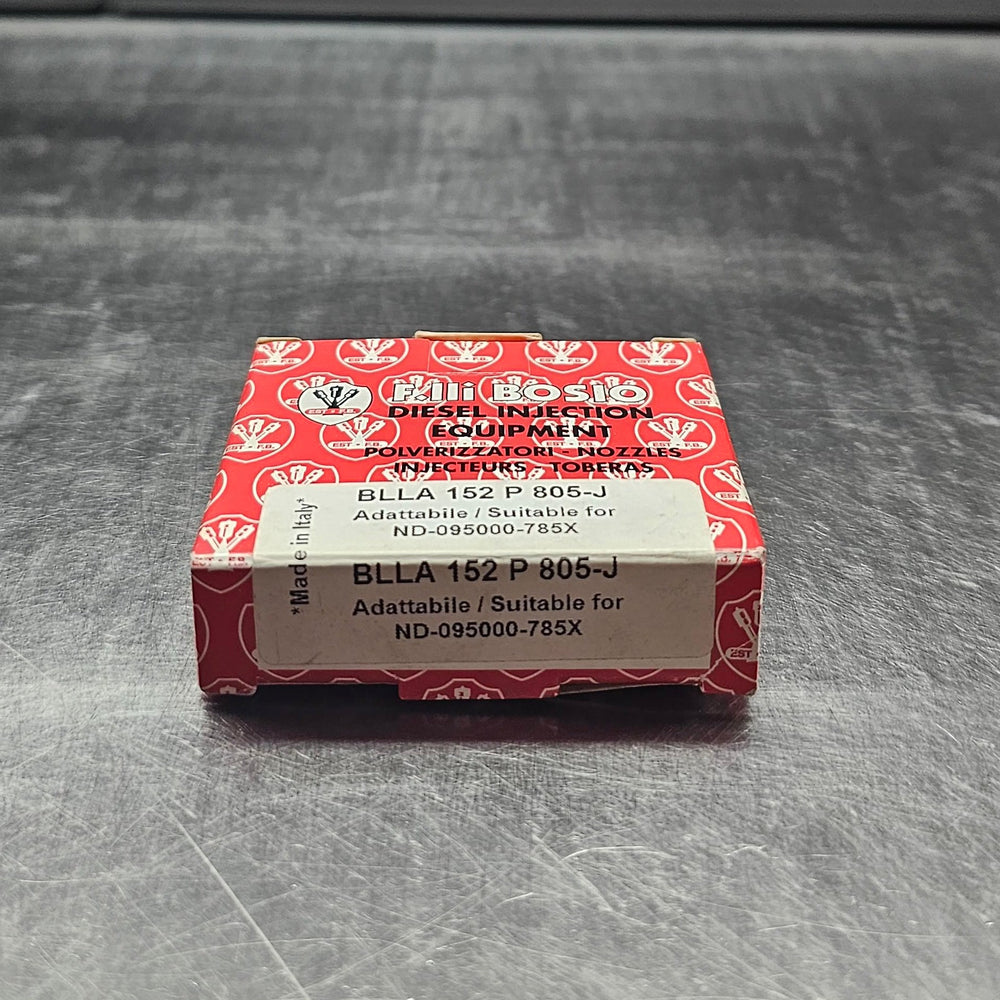 F.lli BOSIO
DIESEL INJECTION
EQUIPMENT
POLVERIZZATORI - NOZZLES
INJECTEURS - TOBERAS
EST • F.B.
*Made in Italy*
BLLA 152 P 805-J
Adattabile / Suitable for
ND-095000-785X
BLLA 152 P 805-J
Adattabile / Suitable for
ND-095000-785X